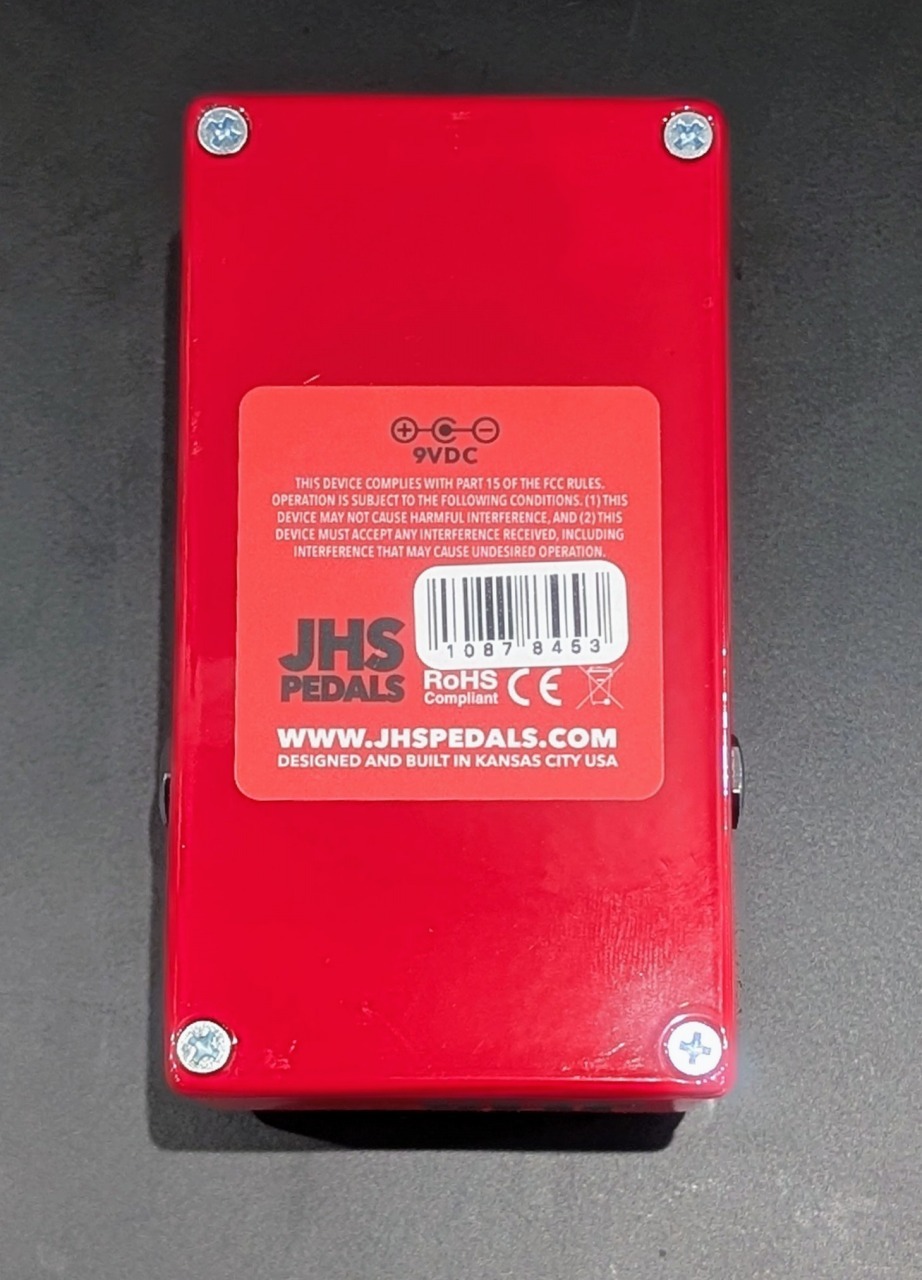 9VDC
THIS DEVICE COMPLIES WITH PART 15 OF THE FCC RULES.
OPERATION IS SUBJECT TO THE FOLLOWING CONDITIONS. (1) THIS
DEVICE MAY NOT CAUSE HARMFUL INTERFERENCE, AND (2) THIS
DEVICE MUST ACCEPT ANY INTERFERENCE RECEIVED, INCLUDING
INTERFERENCE THAT MAY CAUSE UNDESIRED OPERATION.
1087 8453
JHS
PEDALS
RoHS
Compliant
CE
WWW.JHSPEDALS.COM
DESIGNED AND BUILT IN KANSAS CITY USA